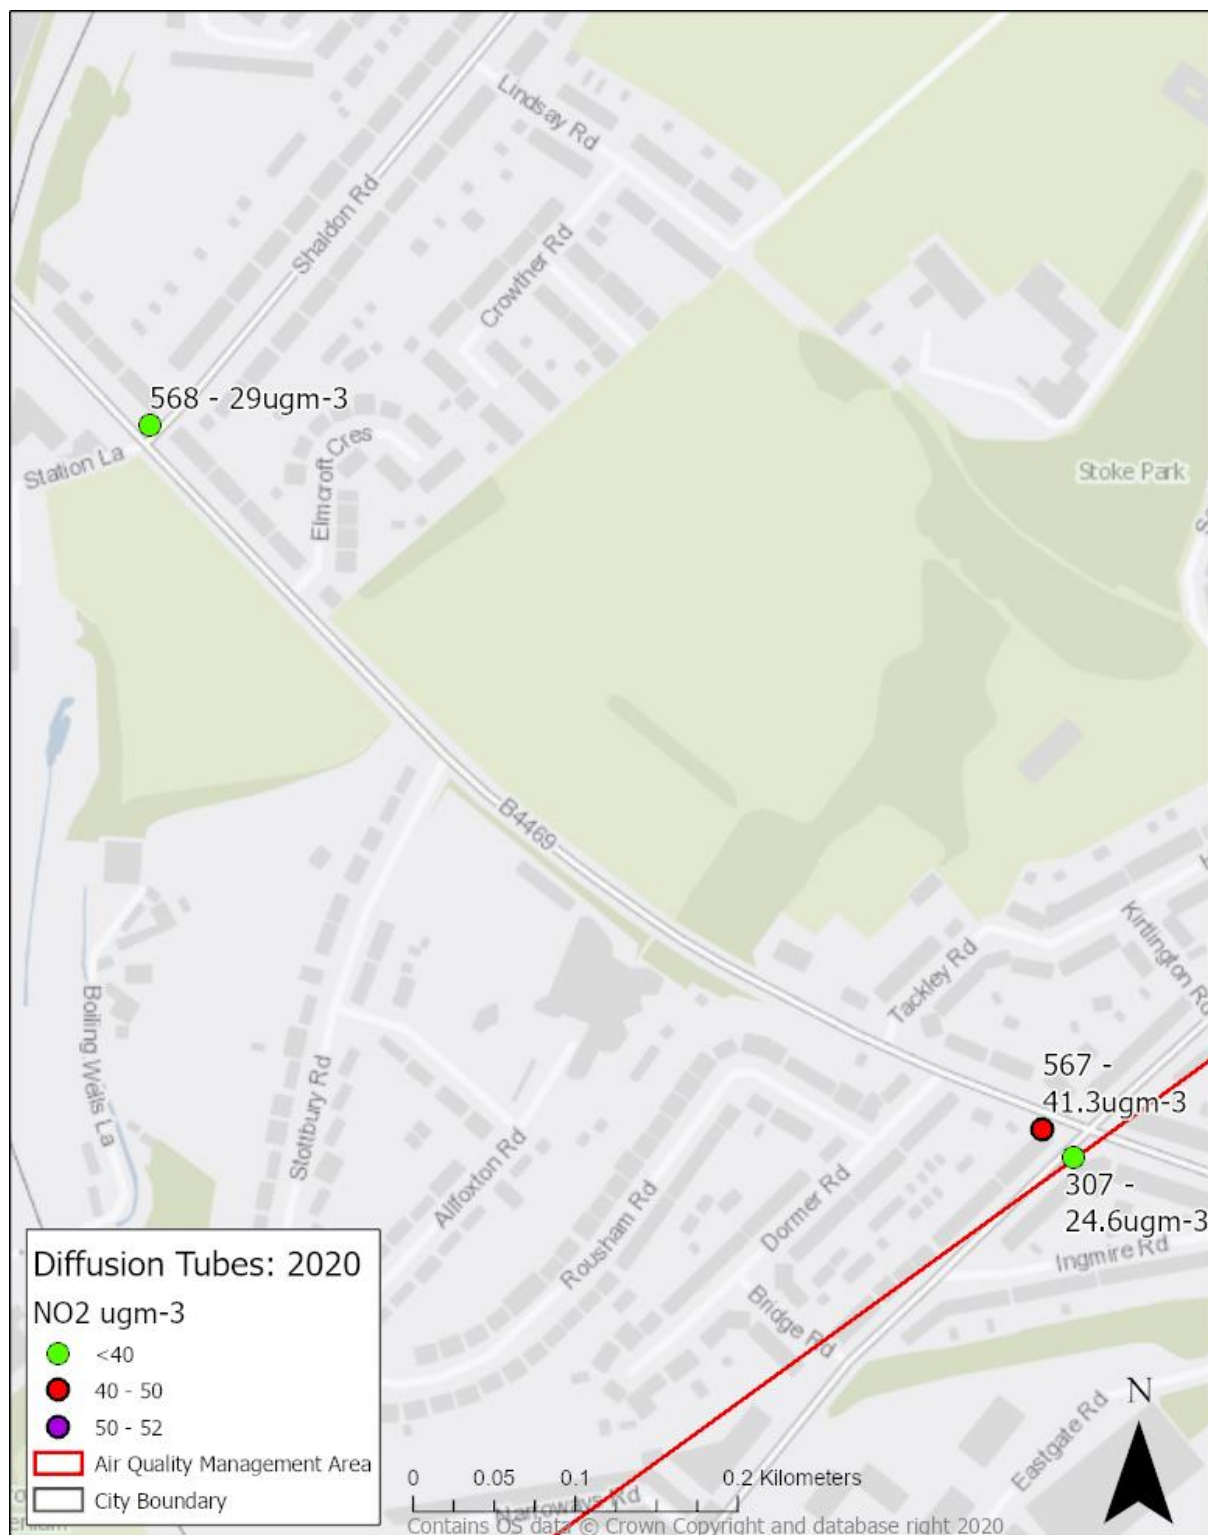 Lindsay Rd
Shaldon Rd
Crowther Rd
568 - 29ugm-3
Station La
Elmcroft Cres
Stoke Park
B4469
Kirtlington Rd
Tackley Rd
Boiling Wells La
Stottbury Rd
Allfoxton Rd
Rousham Rd
Dormer Rd
Bridge Rd
567 -
41.3ugm-3
307 -
24.6ugm-3
Ingmire Rd
Eastgate Rd
Narroways Rd
N
Diffusion Tubes: 2020
NO2 ugm-3
<40
40 - 50
50 - 52
Air Quality Management Area
City Boundary
0 0.05 0.1 0.2 Kilometers
Contains OS data © Crown Copyright and database right 2020